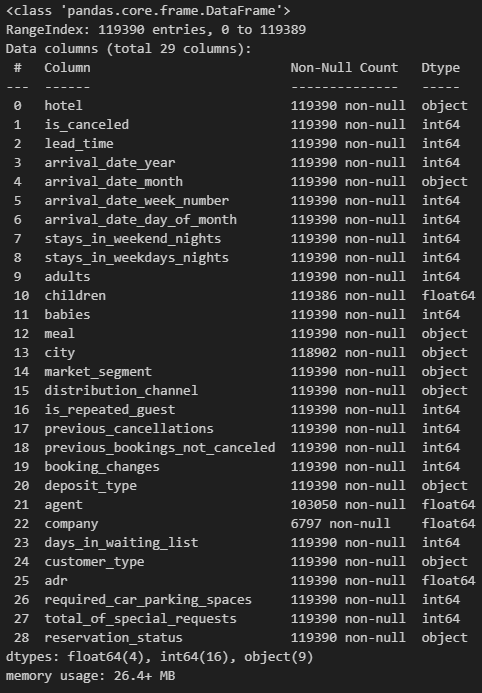 <class 'pandas.core.frame.DataFrame'>
RangeIndex: 119390 entries, 0 to 119389
Data columns (total 29 columns):
 #   Column                          Non-Null Count   Dtype
---  ------                          --------------   -----
 0   hotel                           119390 non-null  object
 1   is_canceled                     119390 non-null  int64
 2   lead_time                       119390 non-null  int64
 3   arrival_date_year               119390 non-null  int64
 4   arrival_date_month              119390 non-null  object
 5   arrival_date_week_number        119390 non-null  int64
 6   arrival_date_day_of_month       119390 non-null  int64
 7   stays_in_weekend_nights         119390 non-null  int64
 8   stays_in_weekdays_nights        119390 non-null  int64
 9   adults                          119390 non-null  int64
 10  children                        119386 non-null  float64
 11  babies                          119390 non-null  int64
 12  meal                            119390 non-null  object
 13  city                            118902 non-null  object
 14  market_segment                  119390 non-null  object
 15  distribution_channel            119390 non-null  object
 16  is_repeated_guest               119390 non-null  int64
 17  previous_cancellations          119390 non-null  int64
 18  previous_bookings_not_canceled  119390 non-null  int64
 19  booking_changes                 119390 non-null  int64
 20  deposit_type                    119390 non-null  object
 21  agent                           103050 non-null  float64
 22  company                         6797 non-null    float64
 23  days_in_waiting_list            119390 non-null  int64
 24  customer_type                   119390 non-null  object
 25  adr                             119390 non-null  float64
 26  required_car_parking_spaces     119390 non-null  int64
 27  total_of_special_requests       119390 non-null  int64
 28  reservation_status              119390 non-null  object
dtypes: float64(4), int64(16), object(9)
memory usage: 26.4+ MB